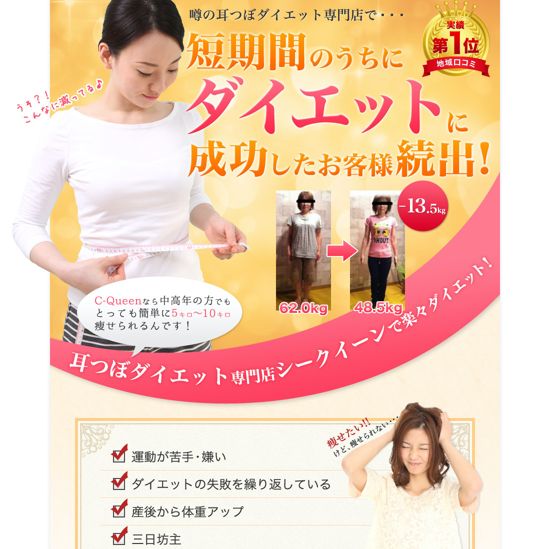 噂の耳つぼダイエット専門店で・・・
短期間のうちに
ダイエットに
成功したお客様続出!
実績
第1位
地域口コミ
うそ?!
こんなに減ってる♪
-13.5kg
62.0kg
48.5kg
C-Queenなら中高年の方でも
とっても簡単に5キロ〜10キロ
痩せられるんです!
耳つぼダイエット専門店シークイーンで楽々ダイエット!
痩せたい!!
けど、痩せられない・・・
運動が苦手・嫌い
ダイエットの失敗を繰り返している
産後から体重アップ
三日坊主